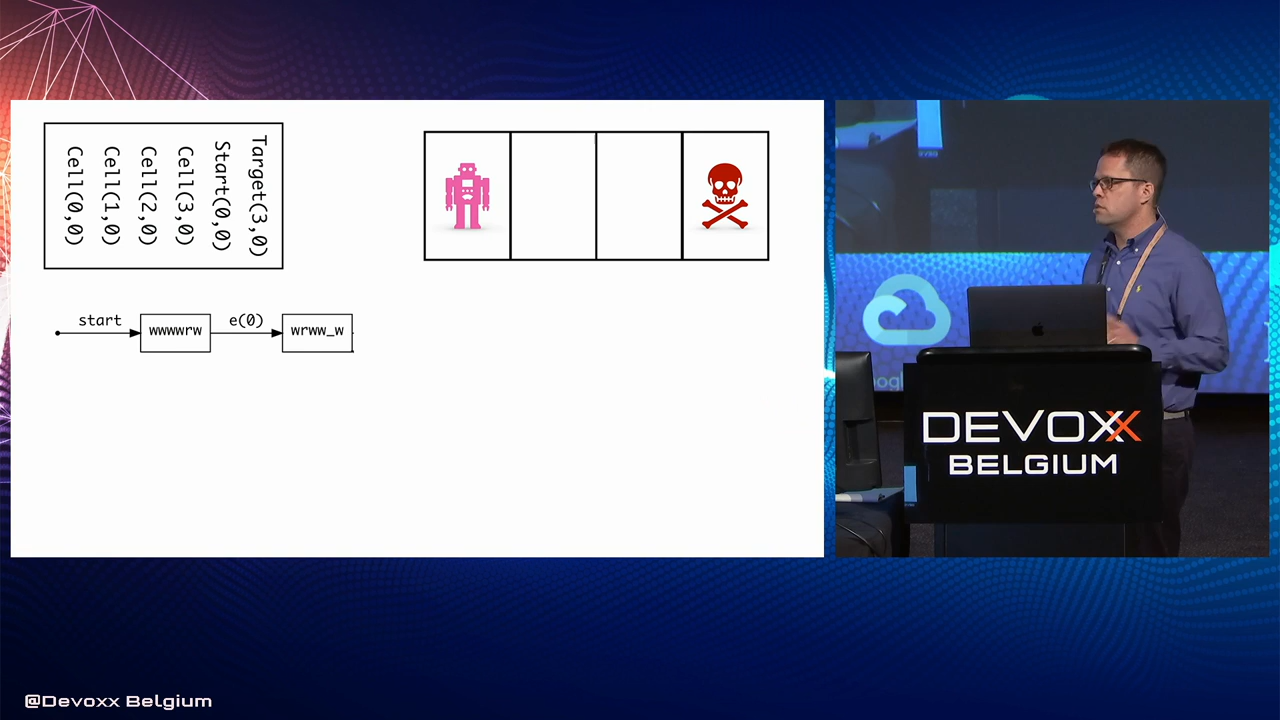 Cell(0,0)
Cell(1,0)
Cell(2,0)
Cell(3,0)
Start(0,0)
Target(3,0)
start
wwwwrw
e(0)
wrww_w
DEVOXX
BELGIUM
@Devoxx Belgium